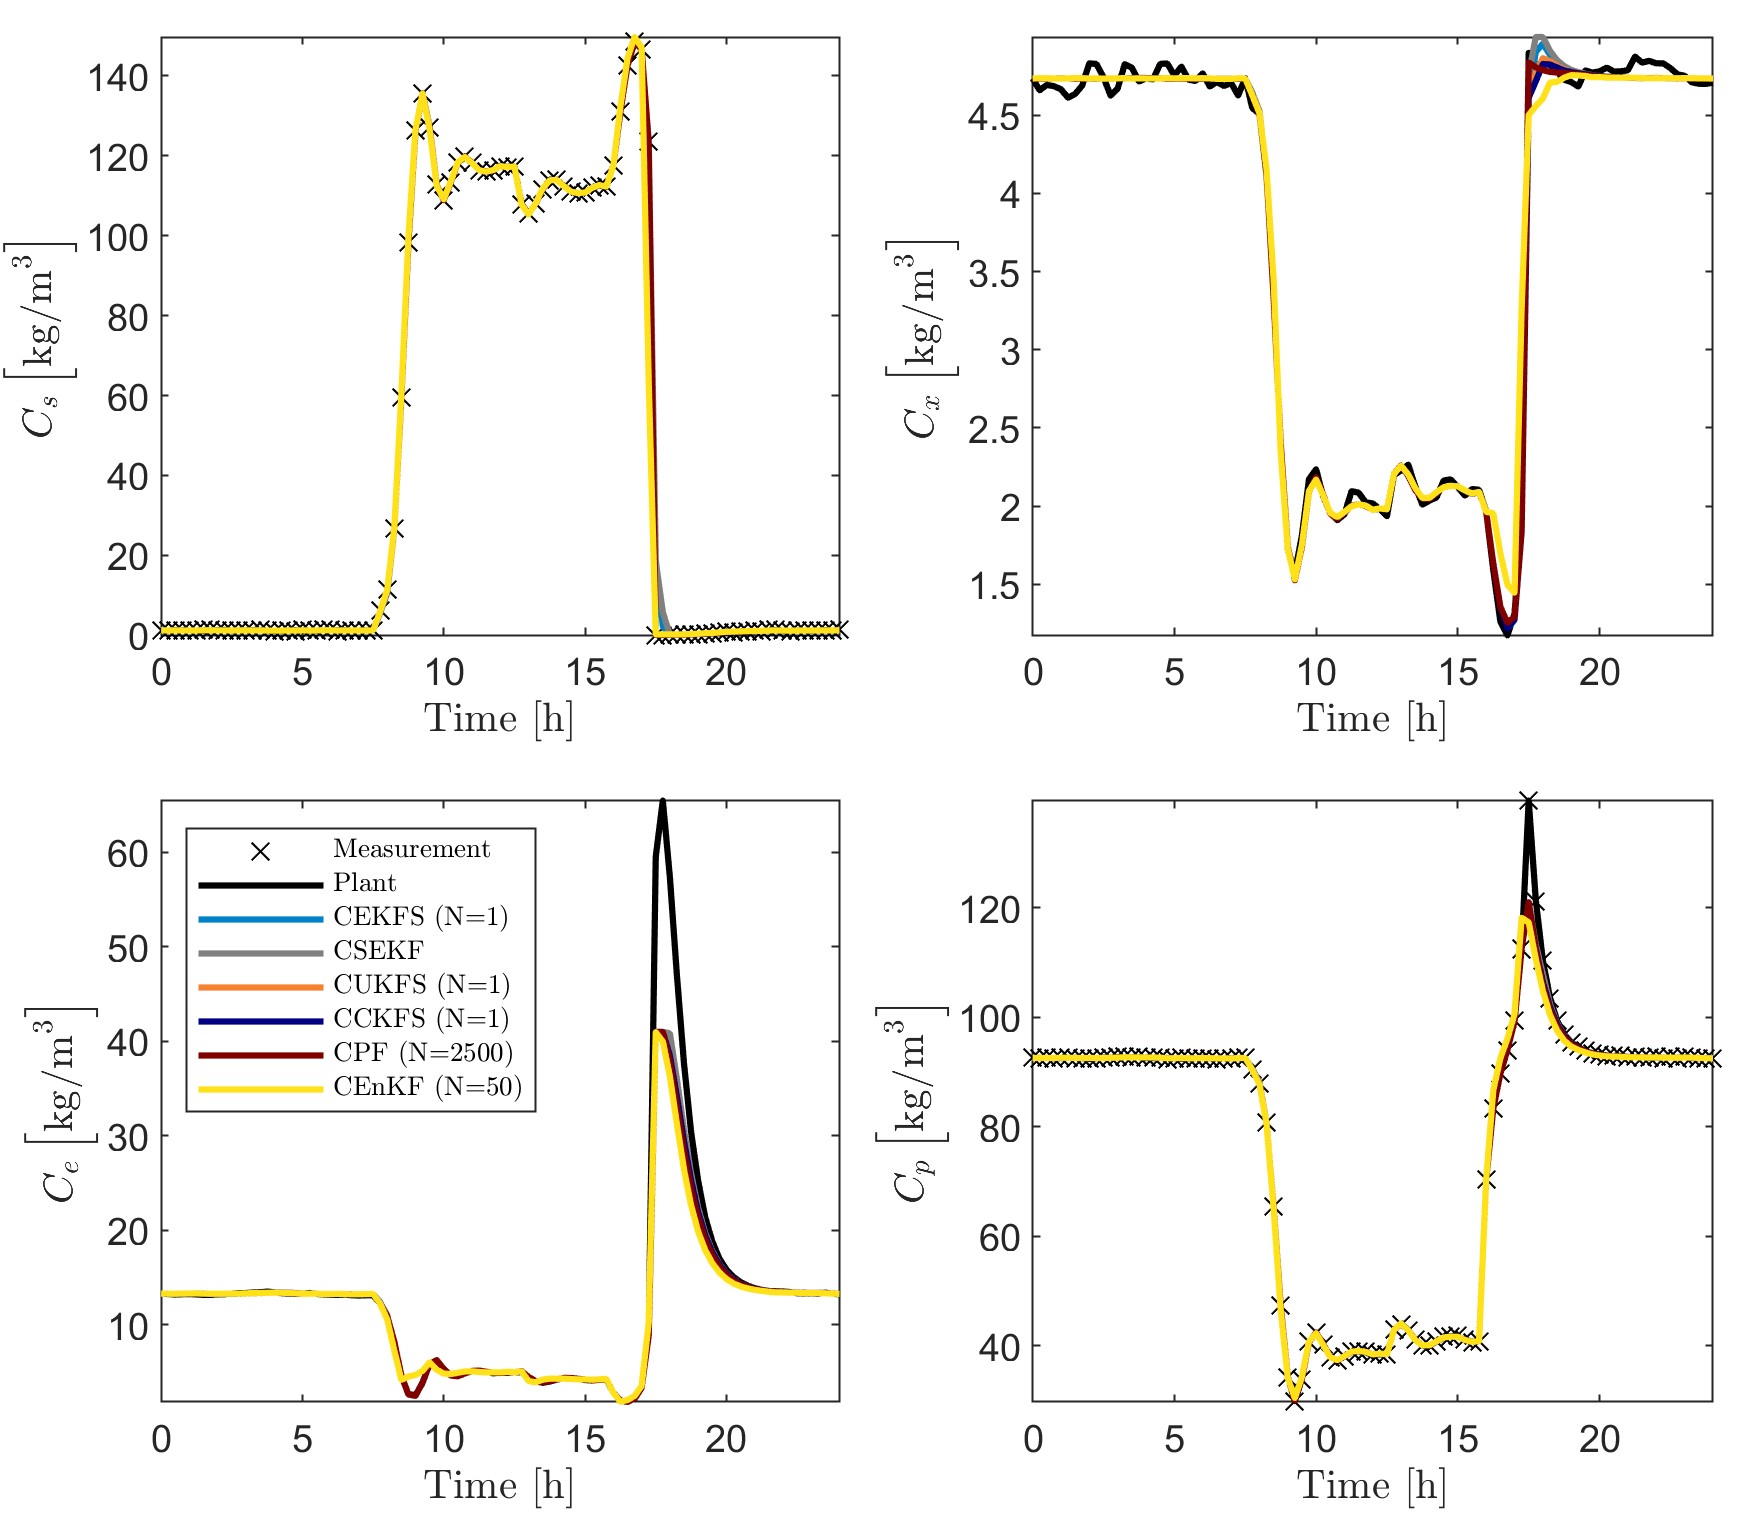 140
120
100
80
60
40
20
0
0 5 10 15 20
Time [h]
C_s [kg/m^3]
4.5
4
3.5
3
2.5
2
1.5
0 5 10 15 20
Time [h]
C_x [kg/m^3]
60
50
40
30
20
10
0 5 10 15 20
Time [h]
C_e [kg/m^3]
Measurement
Plant
CEKFS (N=1)
CSEKF
CUKFS (N=1)
CCKFS (N=1)
CPF (N=2500)
CEnKF (N=50)
120
100
80
60
40
0 5 10 15 20
Time [h]
C_p [kg/m^3]